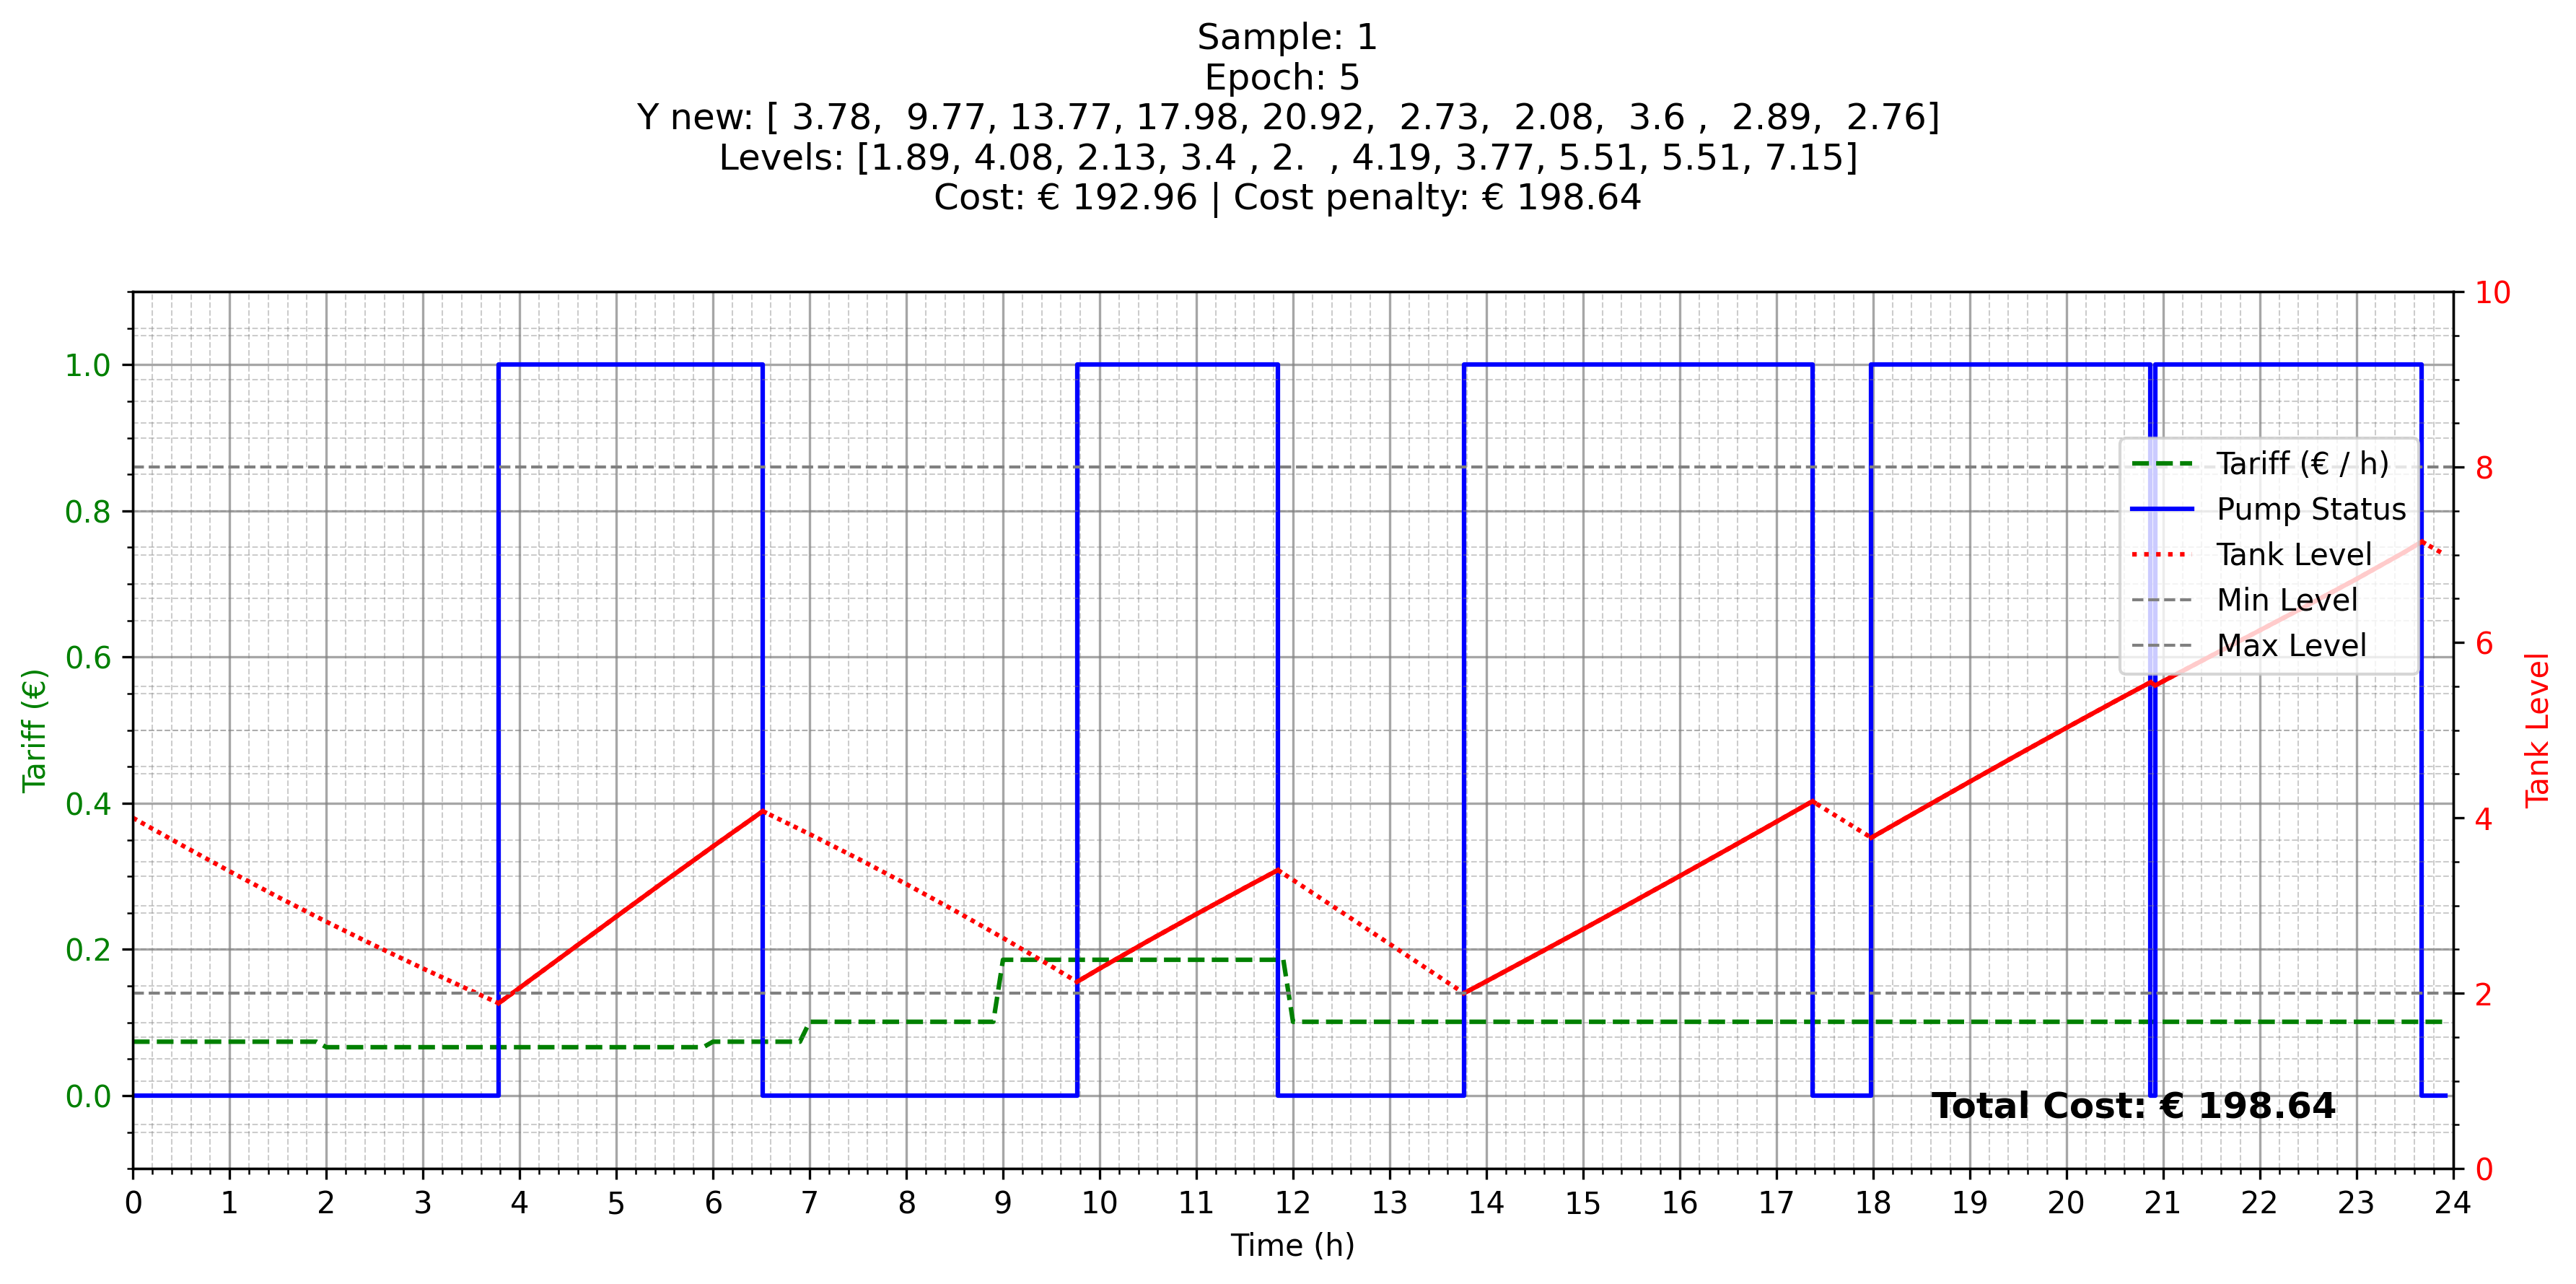 Sample: 1
Epoch: 5
Y new: [ 3.78,  9.77, 13.77, 17.98, 20.92,  2.73,  2.08,  3.6 ,  2.89,  2.76]
Levels: [1.89, 4.08, 2.13, 3.4 , 2.  , 4.19, 3.77, 5.51, 5.51, 7.15]
Cost: € 192.96 | Cost penalty: € 198.64
10
1.0
8
0.8
6
0.6
4
0.4
0.2
2
0.0
0
Tariff (€)
Tank Level
Tariff (€ / h)
Pump Status
Tank Level
Min Level
Max Level
Total Cost: € 198.64
0 1 2 3 4 5 6 7 8 9 10 11 12 13 14 15 16 17 18 19 20 21 22 23 24
Time (h)